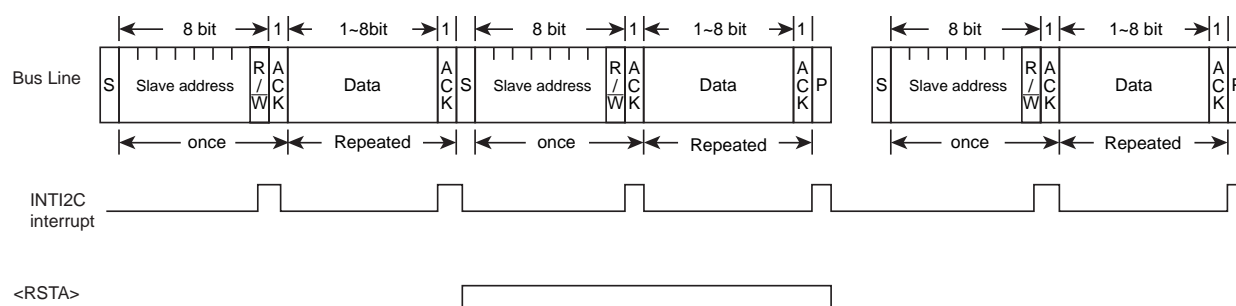 8 bit 1 1~8bit 1 8 bit 1 1~8 bit 1 8 bit 1 1~8 bit 1
Bus Line S Slave address R/W ACK Data ACK S Slave address R/W ACK Data ACK P S Slave address R/W ACK Data ACK P
once Repeated once Repeated once Repeated
INTI2C
interrupt
<RSTA>